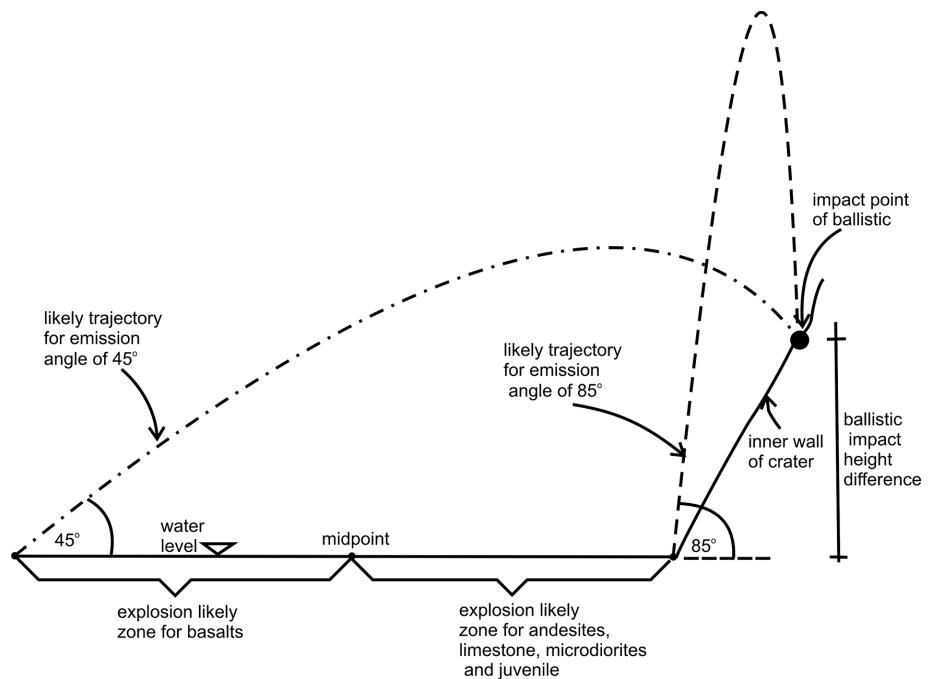 impact point
of ballistic
likely trajectory
for emission
angle of 45°
likely trajectory
for emission
angle of 85°
ballistic
impact
height
difference
inner wall
of crater
45°
water
level
midpoint
85°
explosion likely
zone for basalts
explosion likely
zone for andesites,
limestone, microdiorites
and juvenile